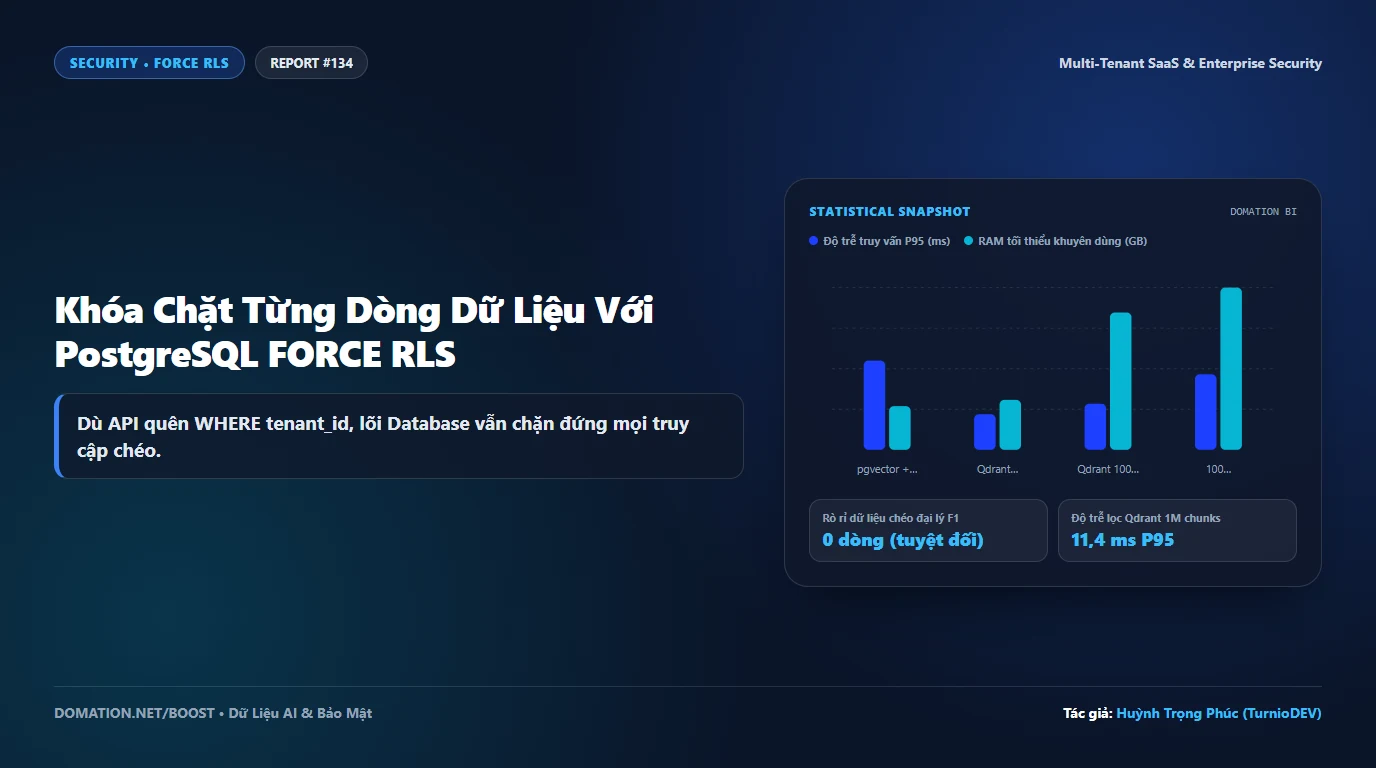 SECURITY • FORCE RLS
REPORT #134
Multi-Tenant SaaS & Enterprise Security
Khóa Chặt Từng Dòng Dữ Liệu Với
PostgreSQL FORCE RLS
Dù API quên WHERE tenant_id, lõi Database vẫn chặn đứng mọi truy
cập chéo.
STATISTICAL SNAPSHOT
DOMATION BI
Độ trễ truy vấn P95 (ms)
RAM tối thiểu khuyên dùng (GB)
pgvector +...
Qdrant...
Qdrant 100...
100...
Rò rỉ dữ liệu chéo đại lý F1
0 dòng (tuyệt đối)
Độ trễ lọc Qdrant 1M chunks
11,4 ms P95
DOMATION.NET/BOOST • Dữ Liệu AI & Bảo Mật
Tác giả: Huỳnh Trọng Phúc (TurnioDEV)